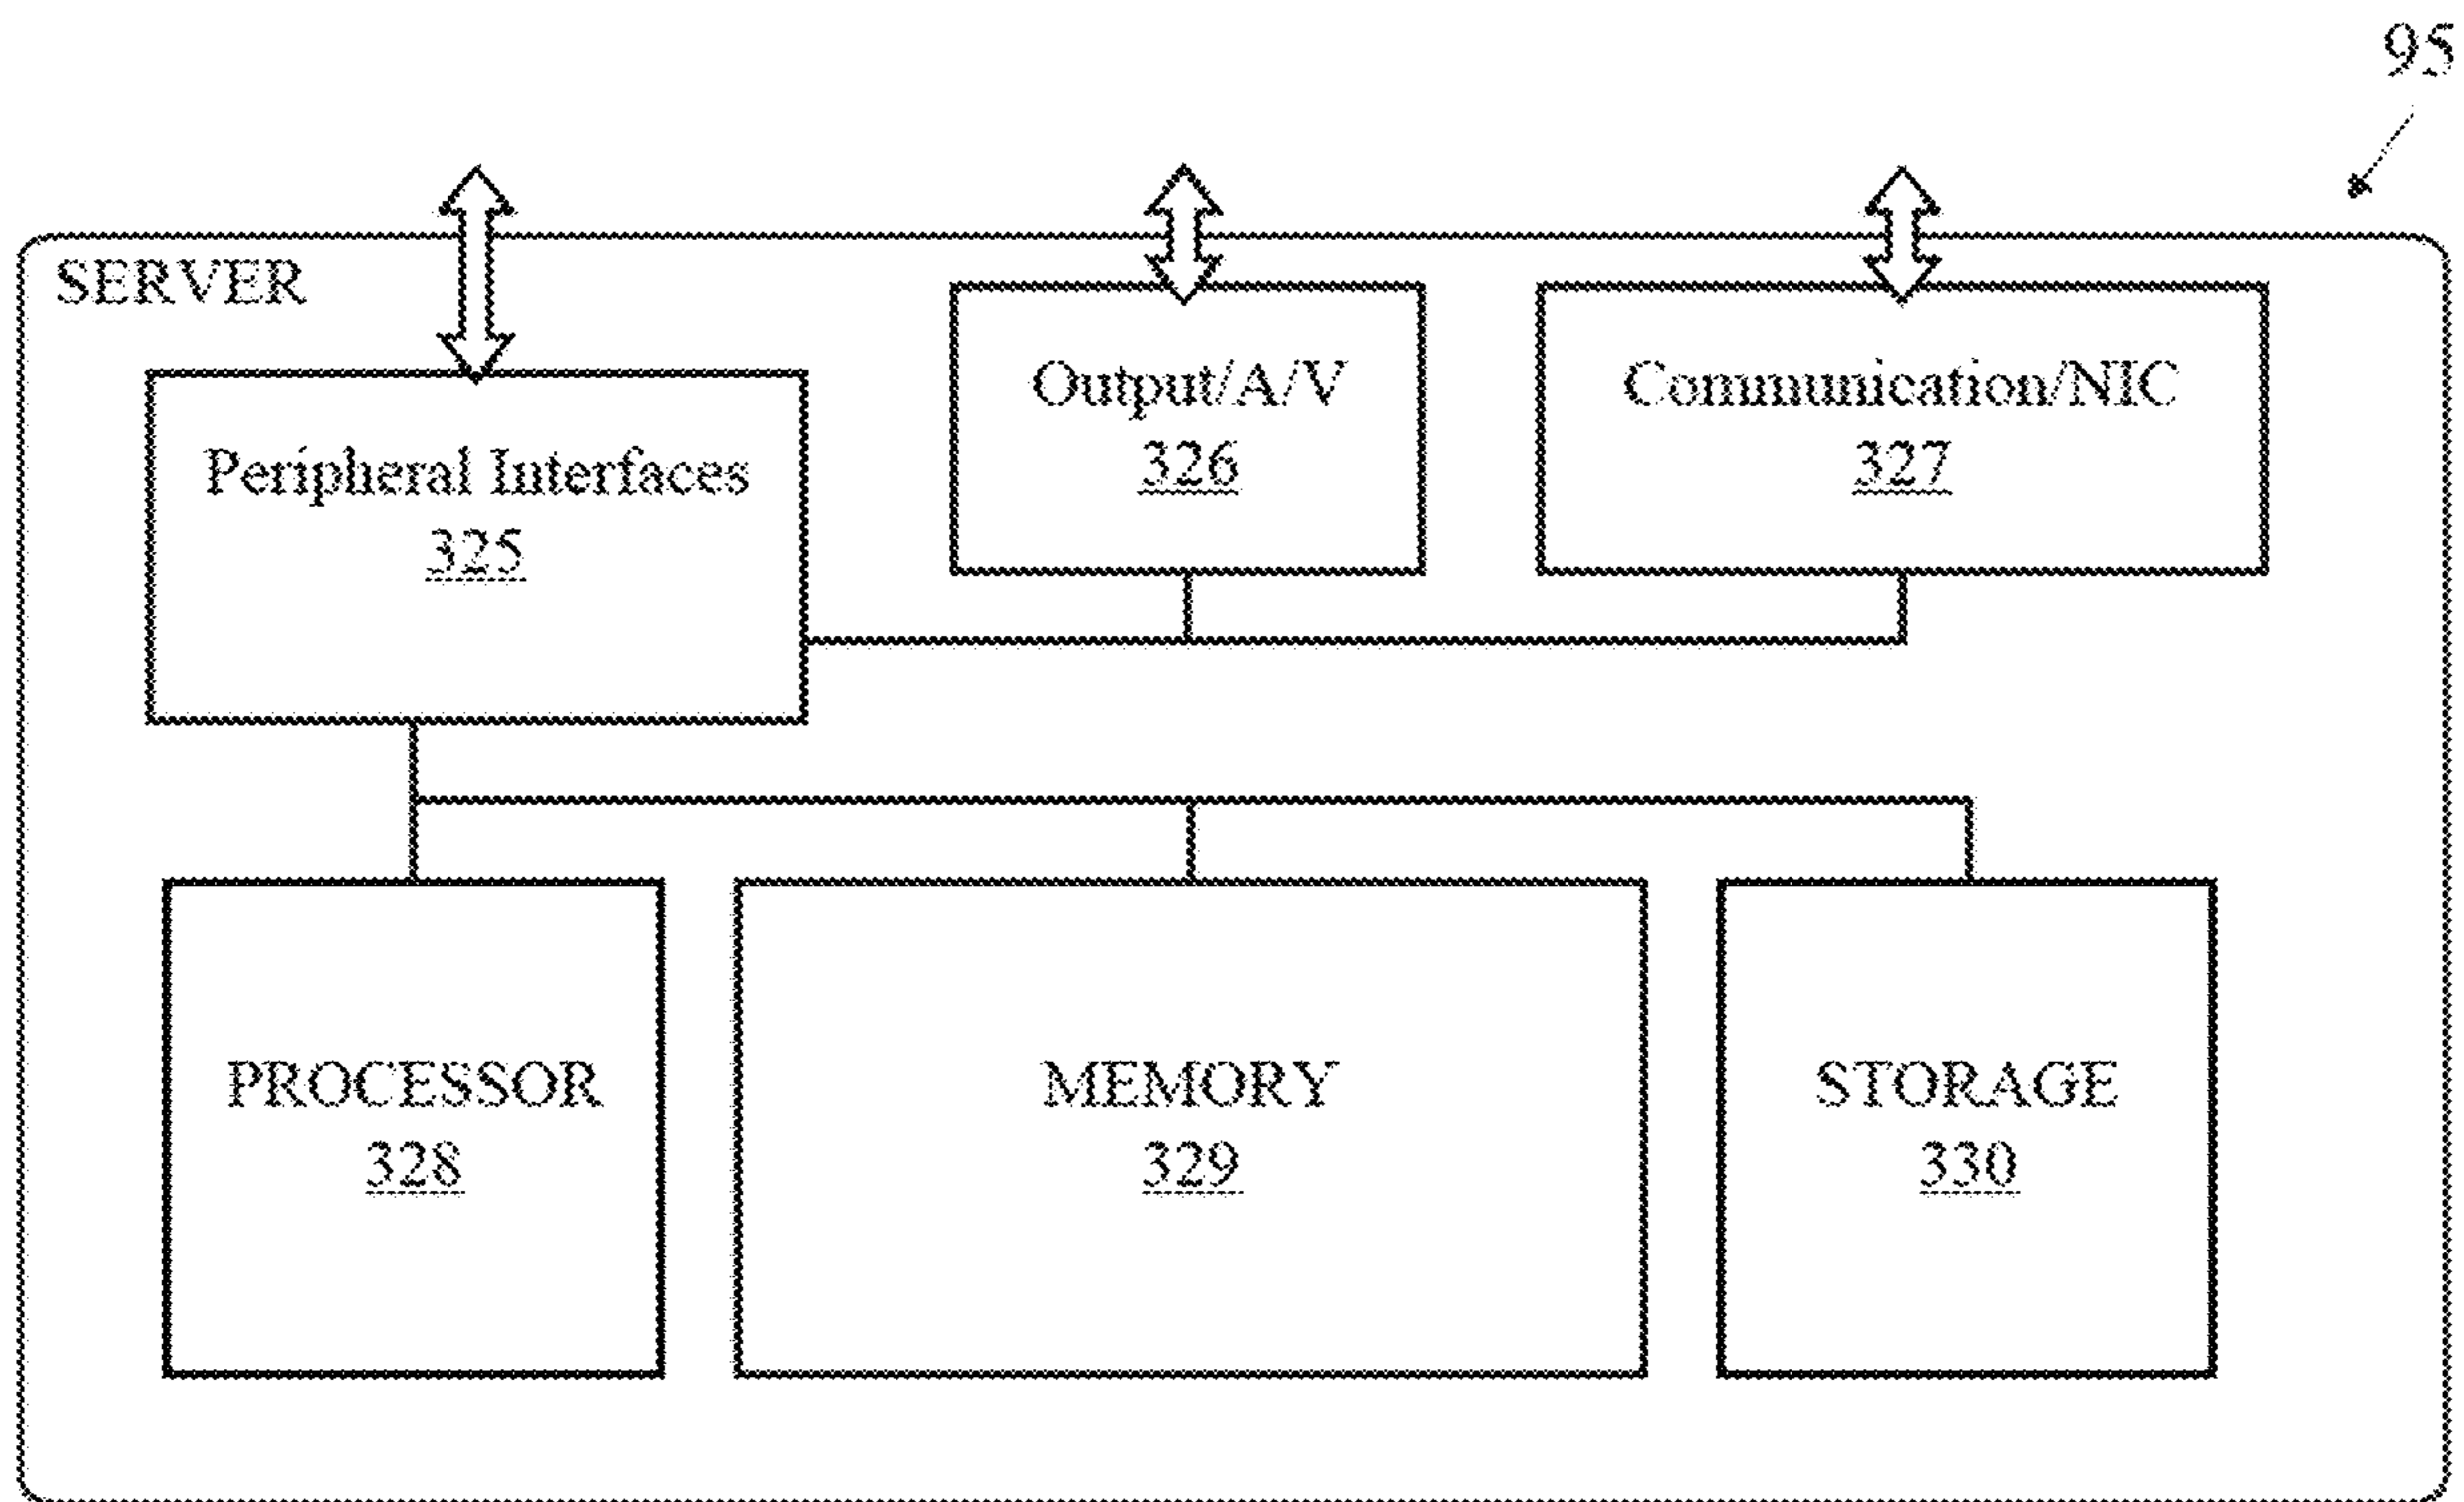 95
SERVER
Peripheral Interfaces
325
Output/A/V
326
Communication/NIC
327
PROCESSOR
328
MEMORY
329
STORAGE
330